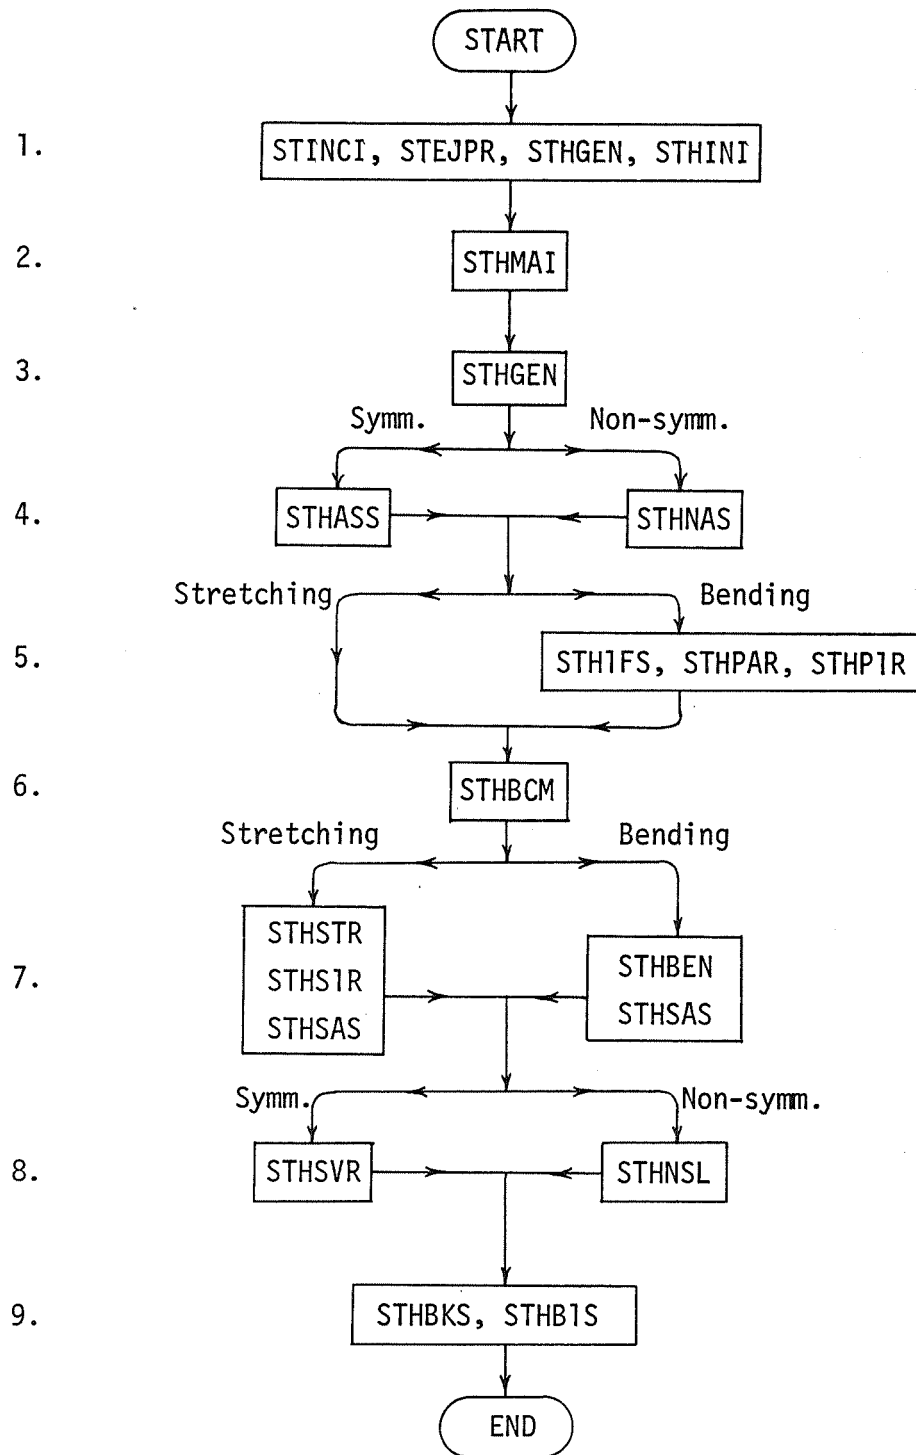 START
1. STINCI, STEJPR, STHGEN, STHINI
2. STHMAI
3. STHGEN
Symm. Non-symm.
4. STHASS STHNAS
Stretching Bending
5. STH1FS, STHPAR, STHP1R
6. STHBCM
Stretching Bending
7. STHSTR
STHS1R
STHSAS
STHBEN
STHSAS
Symm. Non-symm.
8. STHSVR STHNSL
9. STHBKS, STHB1S
END